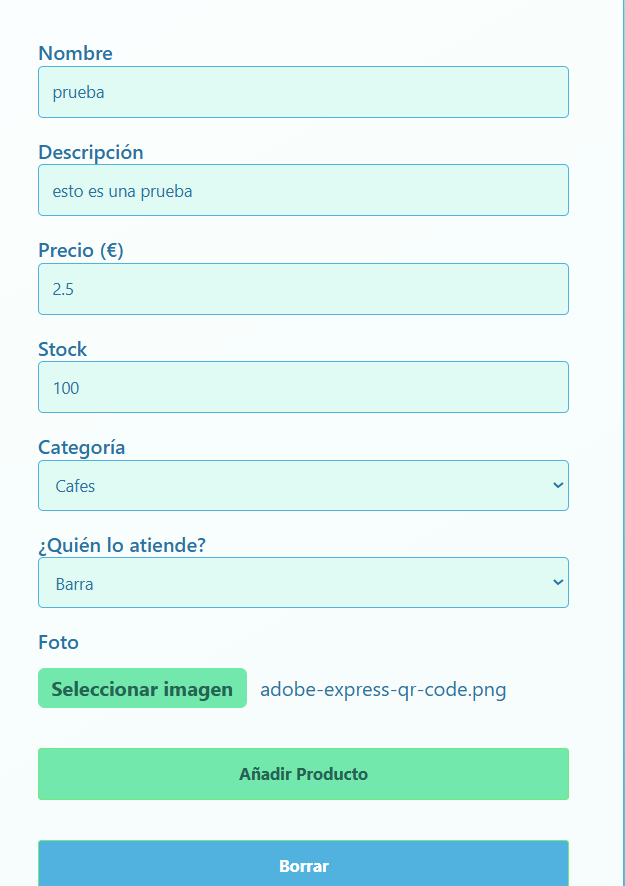 Nombre
prueba
Descripción
esto es una prueba
Precio (€)
2.5
Stock
100
Categoría
Cafes
¿Quién lo atiende?
Barra
Foto
Seleccionar imagen adobe-express-qr-code.png
Añadir Producto
Borrar